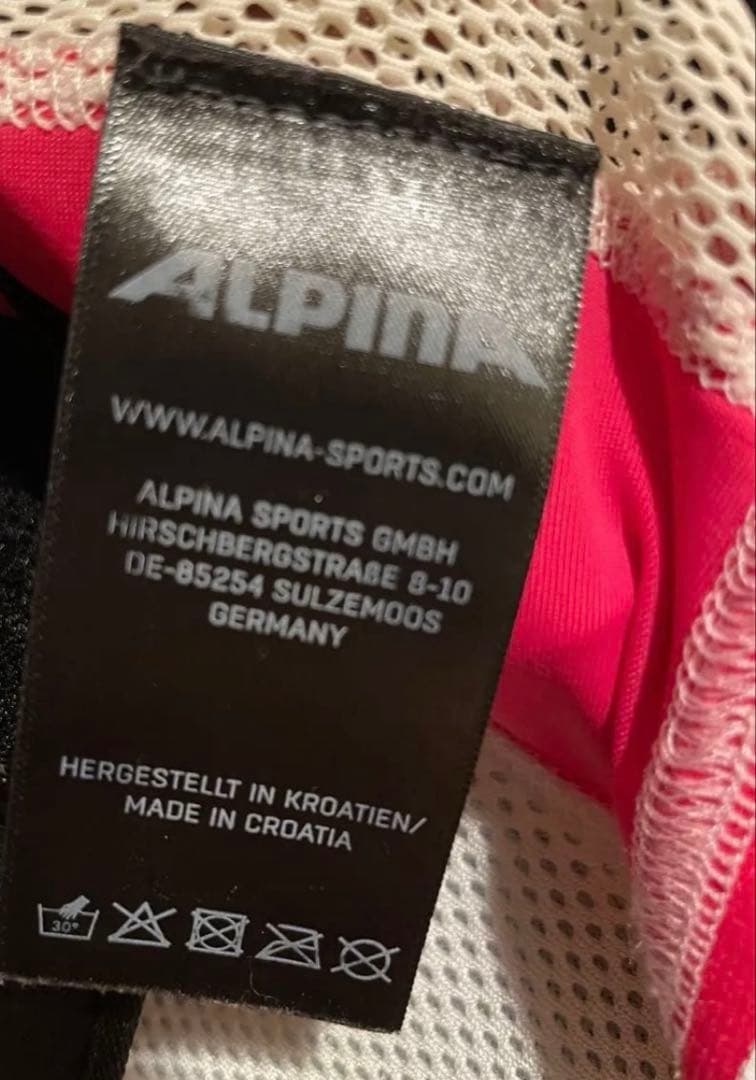 ALPINA
WWW.ALPINA-SPORTS.COM
ALPINA SPORTS GMBH
HIRSCHBERGSTRAßE 8-10
DE-85254 SULZEMOOS
GERMANY
HERGESTELLT IN KROATIEN/
MADE IN CROATIA
30°